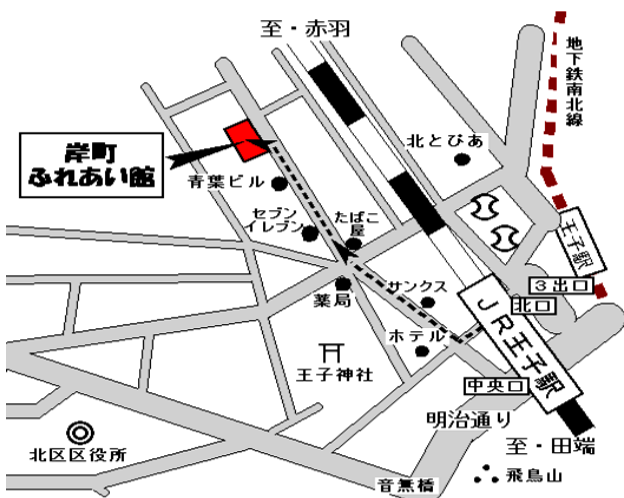 至・赤羽
地下鉄南北線
岸町
ふれあい館
北とぴあ
青葉ビル
セブン
イレブン
たばこ
屋
王子駅
3出口
北口
サンクス
薬局
JR王子駅
ホテル
王子神社
中央口
明治通り
至・田端
北区区役所
音無橋
飛鳥山